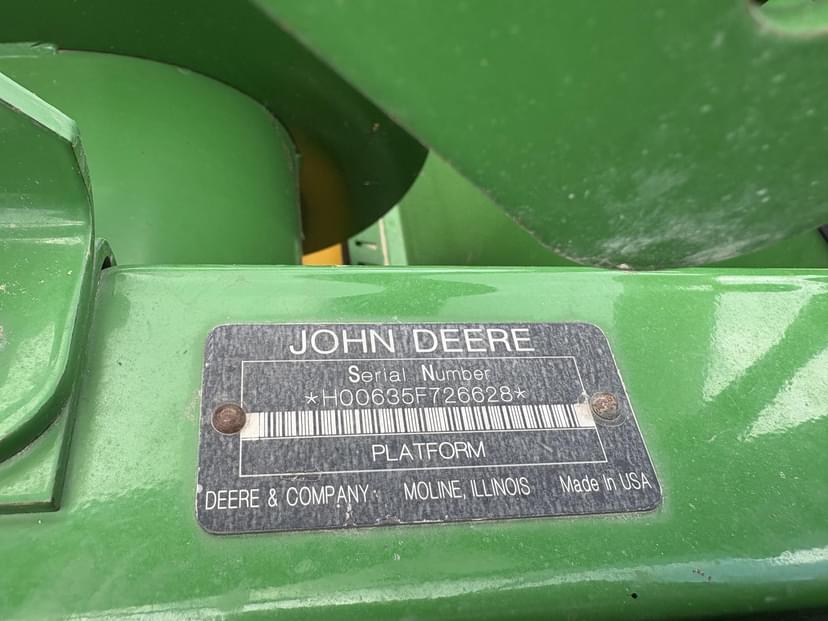 JOHN DEERE
Serial Number
*H00635F726628*
PLATFORM
DEERE & COMPANY MOLINE, ILLINOIS Made in USA